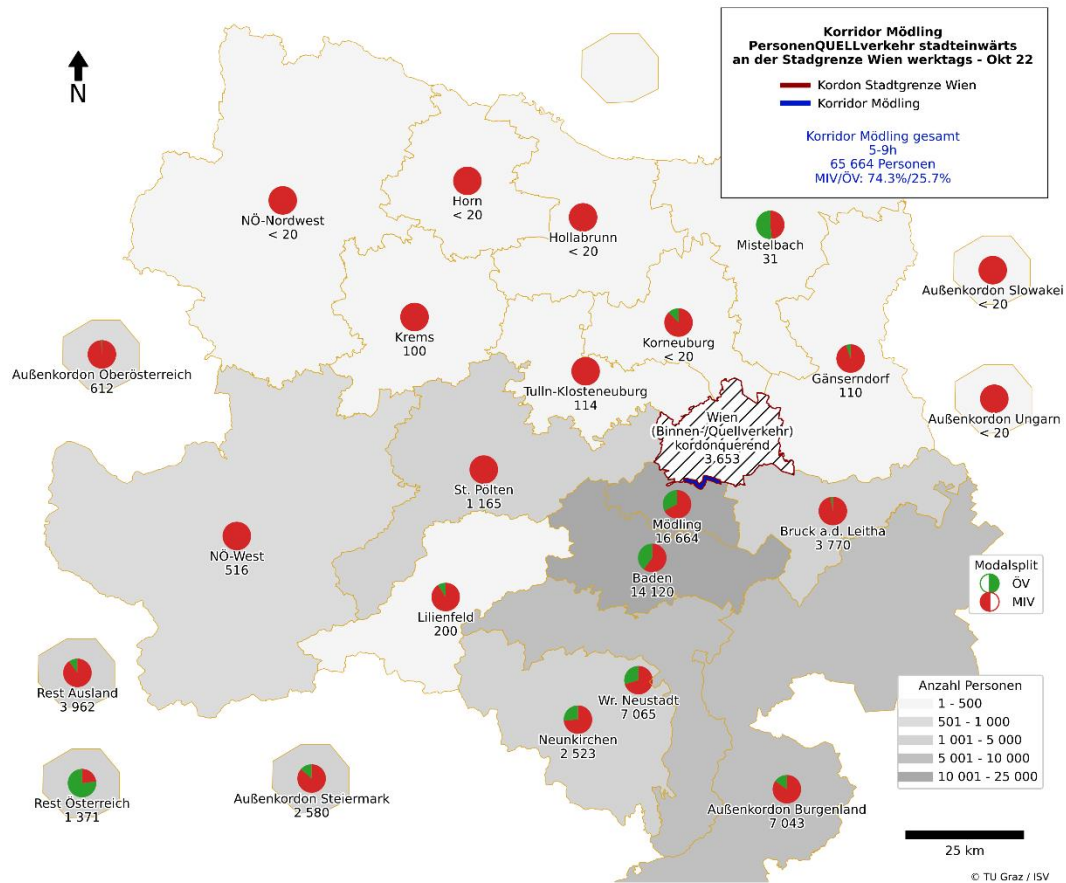 Korridor Mödling
PersonenQUELLverkehr stadteinwärts
an der Stadgrenze Wien werktags - Okt 22
Kordon Stadtgrenze Wien
Korridor Mödling
Korridor Mödling gesamt
5-9h
65 664 Personen
MIV/ÖV: 74.3%/25.7%
N
NÖ-Nordwest
< 20
Horn
< 20
Hollabrunn
< 20
Mistelbach
31
Außenkordon Slowakei
< 20
Krems
100
Korneuburg
< 20
Außenkordon Oberösterreich
612
Tulln-Klosteneuburg
114
Gänserndorf
110
Außenkordon Ungarn
< 20
Wien
(Binnen-/Quellverkehr)
kordonquerend
3 653
St. Pölten
1 165
Mödling
16 664
Bruck a.d. Leitha
3 770
NÖ-West
516
Baden
14 120
Modalsplit
ÖV
MIV
Lilienfeld
200
Rest Ausland
3 962
Wr. Neustadt
7 065
Neunkirchen
2 523
Anzahl Personen
1 - 500
501 - 1 000
1 001 - 5 000
5 001 - 10 000
10 001 - 25 000
Rest Österreich
1 371
Außenkordon Steiermark
2 580
Außenkordon Burgenland
7 043
25 km
© TU Graz / ISV